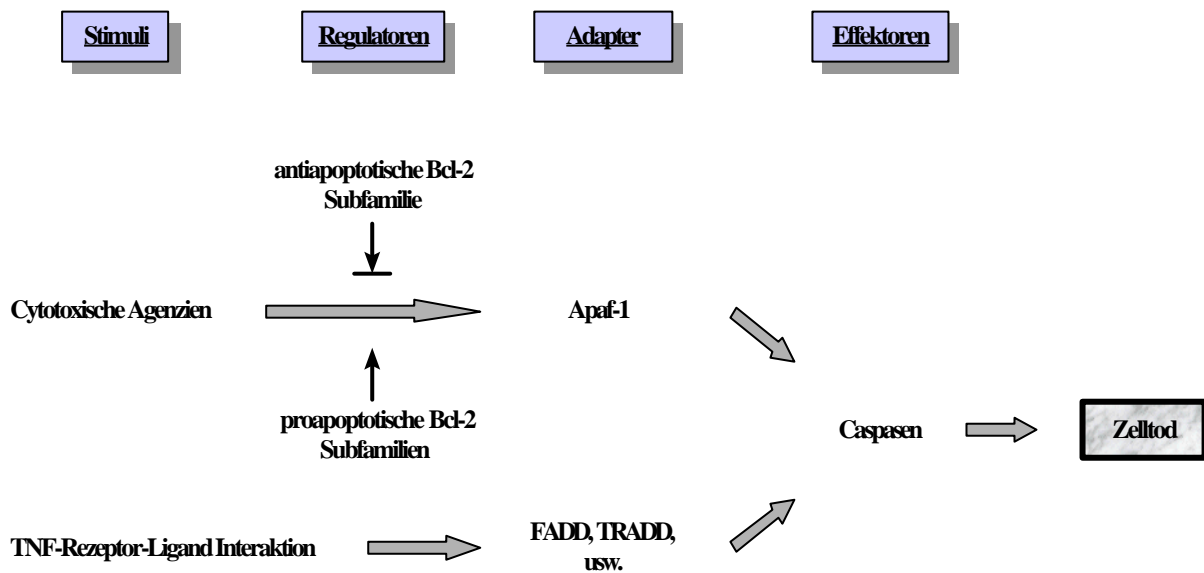 Stimuli
Regulatoren
Adapter
Effektoren
antiapoptotische Bcl-2
Subfamilie
Cytotoxische Agenzien
Apaf-1
proapoptotische Bcl-2
Subfamilien
Caspasen
Zelltod
TNF-Rezeptor-Ligand Interaktion
FADD, TRADD,
usw.